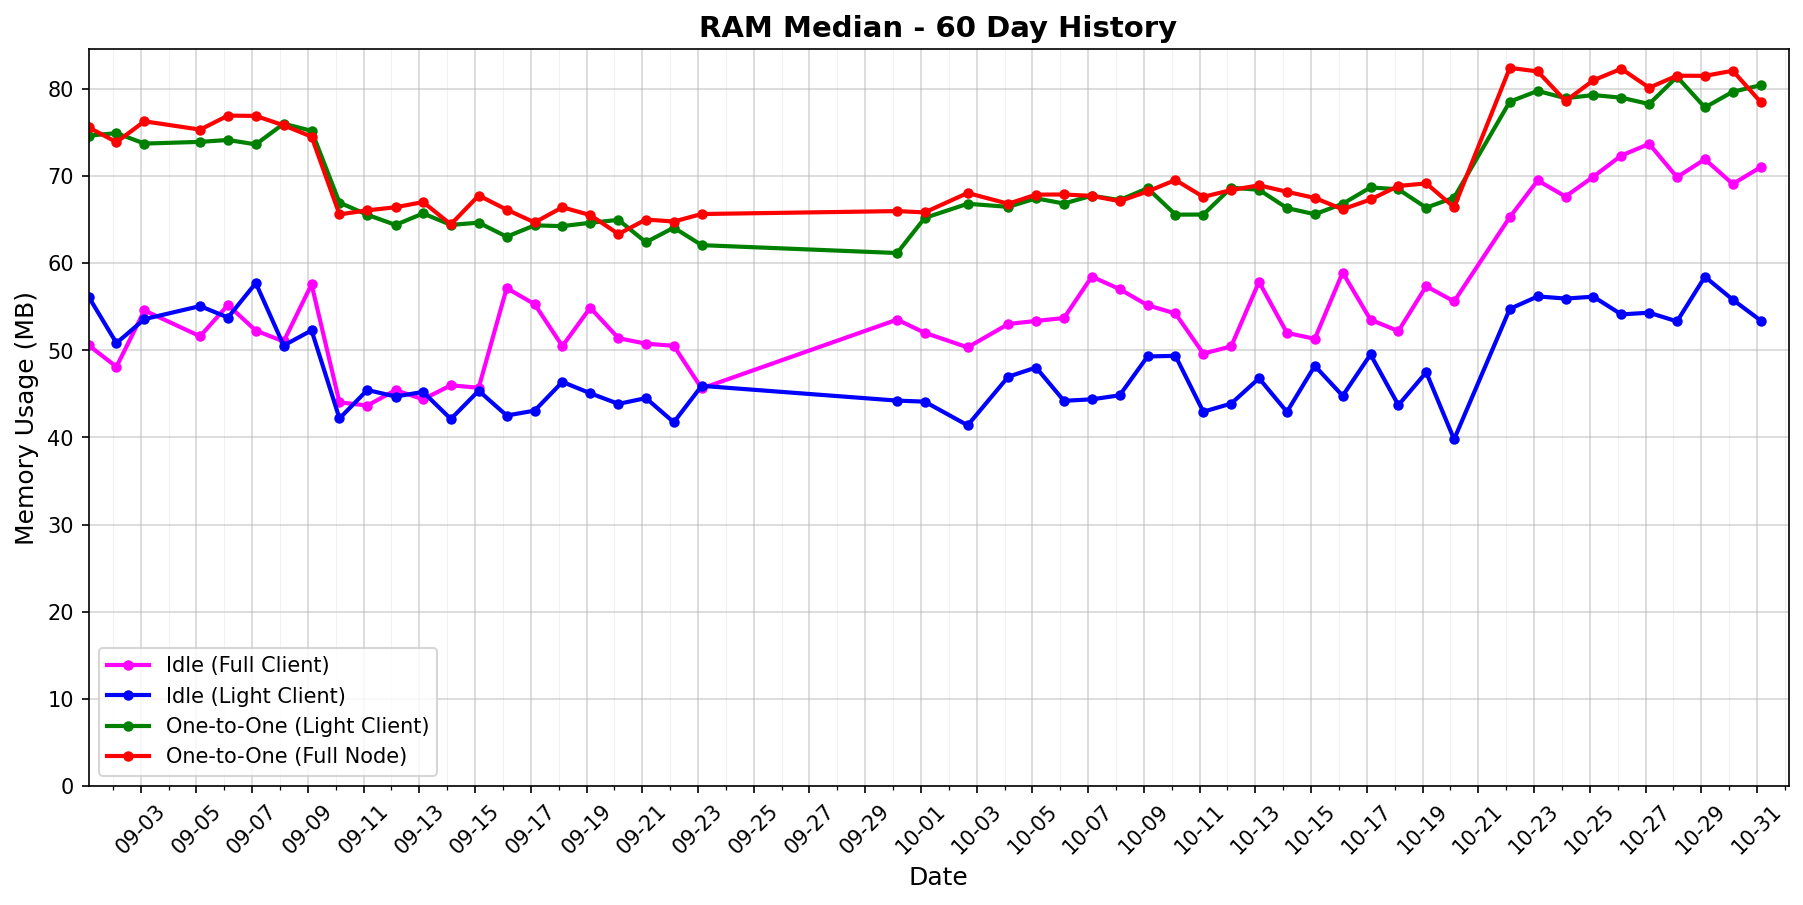 RAM Median - 60 Day History
Memory Usage (MB)
80
70
60
50
40
30
20
10
0
Idle (Full Client)
Idle (Light Client)
One-to-One (Light Client)
One-to-One (Full Node)
09-03 09-05 09-07 09-09 09-11 09-13 09-15 09-17 09-19 09-21 09-23 09-25 09-27 09-29 10-01 10-03 10-05 10-07 10-09 10-11 10-13 10-15 10-17 10-19 10-21 10-23 10-25 10-27 10-29 10-31
Date